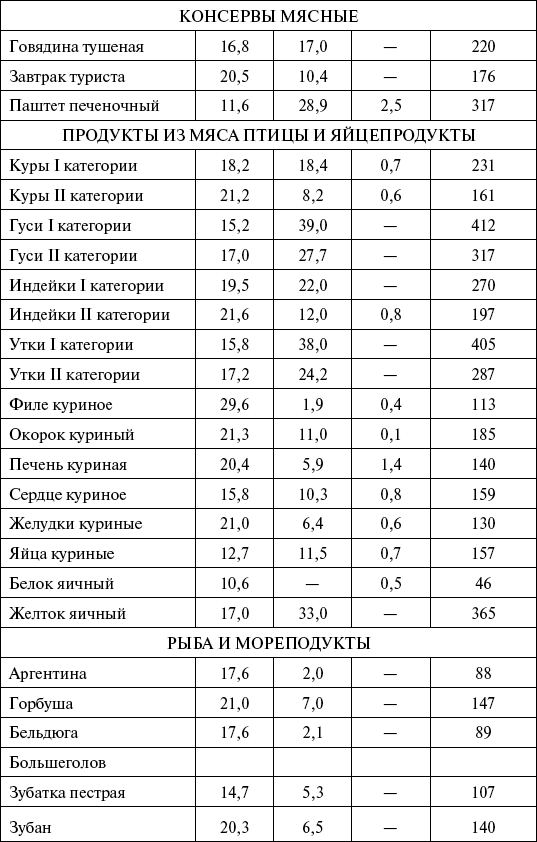 КОНСЕРВЫ МЯСНЫЕ
Говядина тушеная 16,8 17,0 — 220
Завтрак туриста 20,5 10,4 — 176
Паштет печеночный 11,6 28,9 2,5 317
ПРОДУКТЫ ИЗ МЯСА ПТИЦЫ И ЯЙЦЕПРОДУКТЫ
Куры I категории 18,2 18,4 0,7 231
Куры II категории 21,2 8,2 0,6 161
Гуси I категории 15,2 39,0 — 412
Гуси II категории 17,0 27,7 — 317
Индейки I категории 19,5 22,0 — 270
Индейки II категории 21,6 12,0 0,8 197
Утки I категории 15,8 38,0 — 405
Утки II категории 17,2 24,2 — 287
Филе куриное 29,6 1,9 0,4 113
Окорок куриный 21,3 11,0 0,1 185
Печень куриная 20,4 5,9 1,4 140
Сердце куриное 15,8 10,3 0,8 159
Желудки куриные 21,0 6,4 0,6 130
Яйца куриные 12,7 11,5 0,7 157
Белок яичный 10,6 — 0,5 46
Желток яичный 17,0 33,0 — 365
РЫБА И МОРЕПОДУКТЫ
Аргентина 17,6 2,0 — 88
Горбуша 21,0 7,0 — 147
Бельдюга 17,6 2,1 — 89
Большеголов
Зубатка пестрая 14,7 5,3 — 107
Зубан 20,3 6,5 — 140